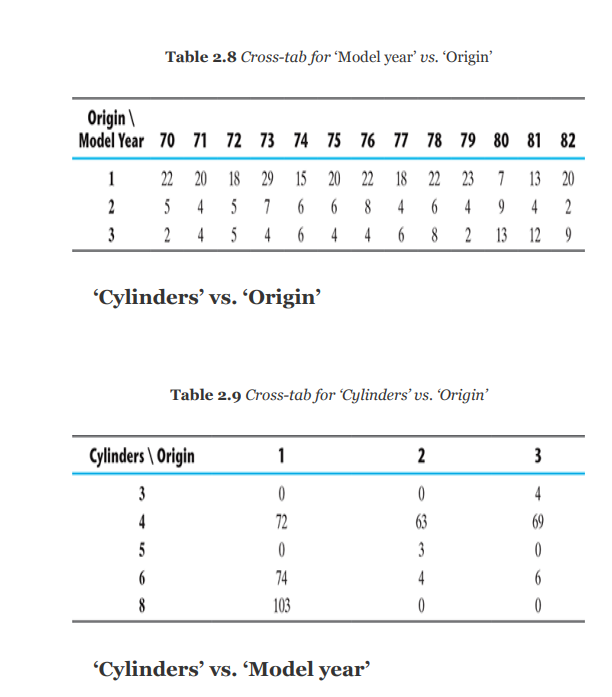 Table 2.8 Cross-tab for ‘Model year’ vs. ‘Origin’
Origin \
Model Year 70 71 72 73 74 75 76 77 78 79 80 81 82
1 22 20 18 29 15 20 22 18 22 23 7 13 20
2 5 4 5 7 6 6 8 4 6 4 9 4 2
3 2 4 5 4 6 4 4 6 8 2 13 12 9
‘Cylinders’ vs. ‘Origin’
Table 2.9 Cross-tab for ‘Cylinders’ vs. ‘Origin’
Cylinders \ Origin 1 2 3
3 0 0 4
4 72 63 69
5 0 3 0
6 74 4 6
8 103 0 0
‘Cylinders’ vs. ‘Model year’